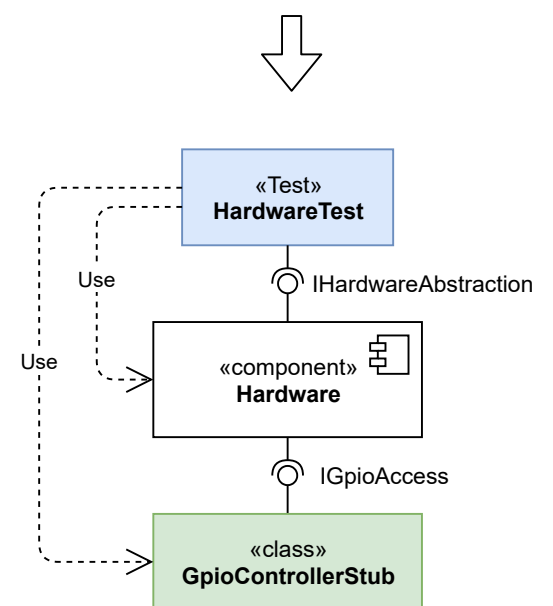 «Test»
HardwareTest
Use
IHardwareAbstraction
Use
«component»
Hardware
IGpioAccess
«class»
GpioControllerStub